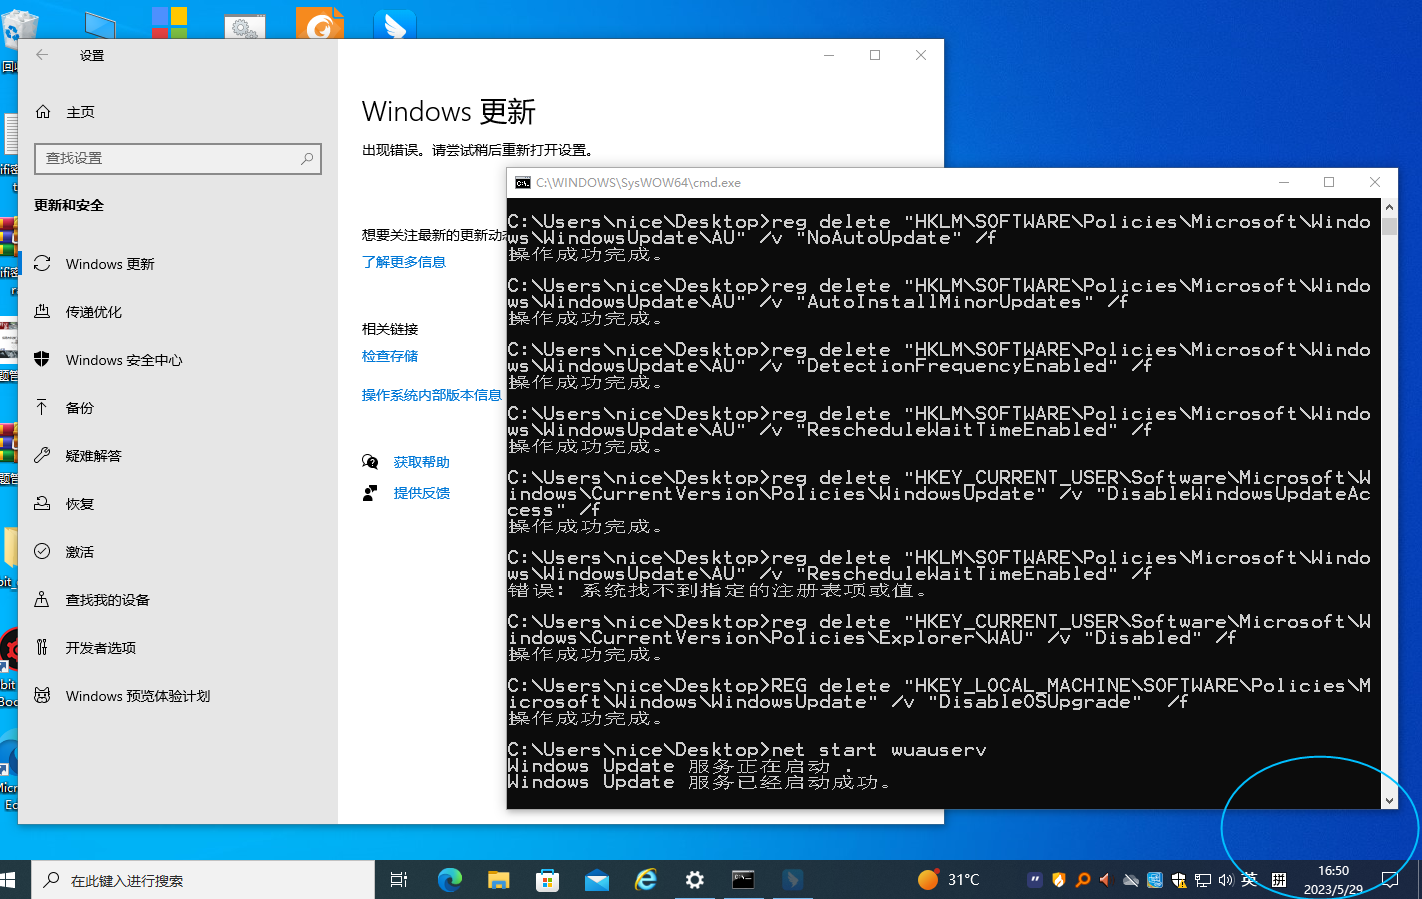 设置
主页
查找设置
更新和安全
Windows 更新
传递优化
Windows 安全中心
备份
疑难解答
恢复
激活
查找我的设备
开发者选项
Windows 预览体验计划
Windows 更新
出现错误。请尝试稍后重新打开设置。
想要关注最新的更新动
了解更多信息
相关链接
检查存储
操作系统内部版本信息
获取帮助
提供反馈
C:\WINDOWS\SysWOW64\cmd.exe
C:\Users\nice\Desktop>reg delete "HKLM\SOFTWARE\Policies\Microsoft\Windo
ws\WindowsUpdate\AU" /v "NoAutoUpdate" /f
操作成功完成。
C:\Users\nice\Desktop>reg delete "HKLM\SOFTWARE\Policies\Microsoft\Windo
ws\WindowsUpdate\AU" /v "AutoInstallMinorUpdates" /f
操作成功完成。
C:\Users\nice\Desktop>reg delete "HKLM\SOFTWARE\Policies\Microsoft\Windo
ws\WindowsUpdate\AU" /v "DetectionFrequencyEnabled" /f
操作成功完成。
C:\Users\nice\Desktop>reg delete "HKLM\SOFTWARE\Policies\Microsoft\Windo
ws\WindowsUpdate\AU" /v "RescheduleWaitTimeEnabled" /f
操作成功完成。
C:\Users\nice\Desktop>reg delete "HKEY_CURRENT_USER\Software\Microsoft\W
indows\CurrentVersion\Policies\WindowsUpdate" /v "DisableWindowsUpdateAc
cess" /f
操作成功完成。
C:\Users\nice\Desktop>reg delete "HKLM\SOFTWARE\Policies\Microsoft\Windo
ws\WindowsUpdate\AU" /v "RescheduleWaitTimeEnabled" /f
错误: 系统找不到指定的注册表项或值。
C:\Users\nice\Desktop>reg delete "HKEY_CURRENT_USER\Software\Microsoft\W
indows\CurrentVersion\Policies\Explorer\WAU" /v "Disabled" /f
操作成功完成。
C:\Users\nice\Desktop>REG delete "HKEY_LOCAL_MACHINE\SOFTWARE\Policies\M
icrosoft\Windows\WindowsUpdate" /v "DisableOSUpgrade"  /f
操作成功完成。
C:\Users\nice\Desktop>net start wuauserv
Windows Update 服务正在启动 .
Windows Update 服务已经启动成功。
在此键入进行搜索
31°C
英
拼
16:50
2023/5/29